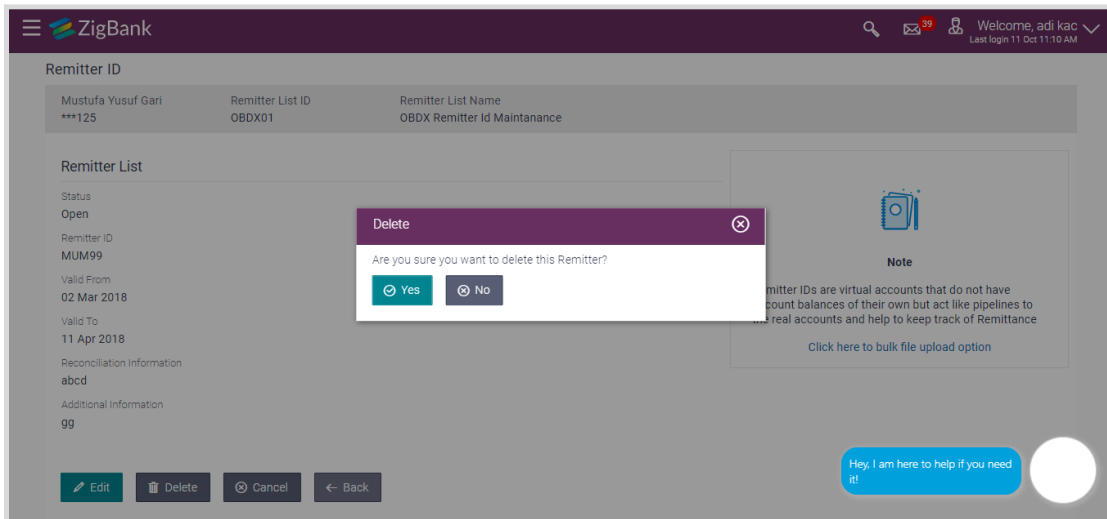 ZigBank
39
Welcome, adi kac
Last login 11 Oct 11:10 AM
Remitter ID
Mustufa Yusuf Gari
***125
Remitter List ID
OBDX01
Remitter List Name
OBDX Remitter Id Maintanance
Remitter List
Status
Open
Remitter ID
MUM99
Valid From
02 Mar 2018
Valid To
11 Apr 2018
Reconciliation Information
abcd
Additional Information
gg
Edit
Delete
Cancel
Back
Delete
Are you sure you want to delete this Remitter?
Yes
No
Note
mitter IDs are virtual accounts that do not have
count balances of their own but act like pipelines to
the real accounts and help to keep track of Remittance
Click here to bulk file upload option
Hey, I am here to help if you need
it!